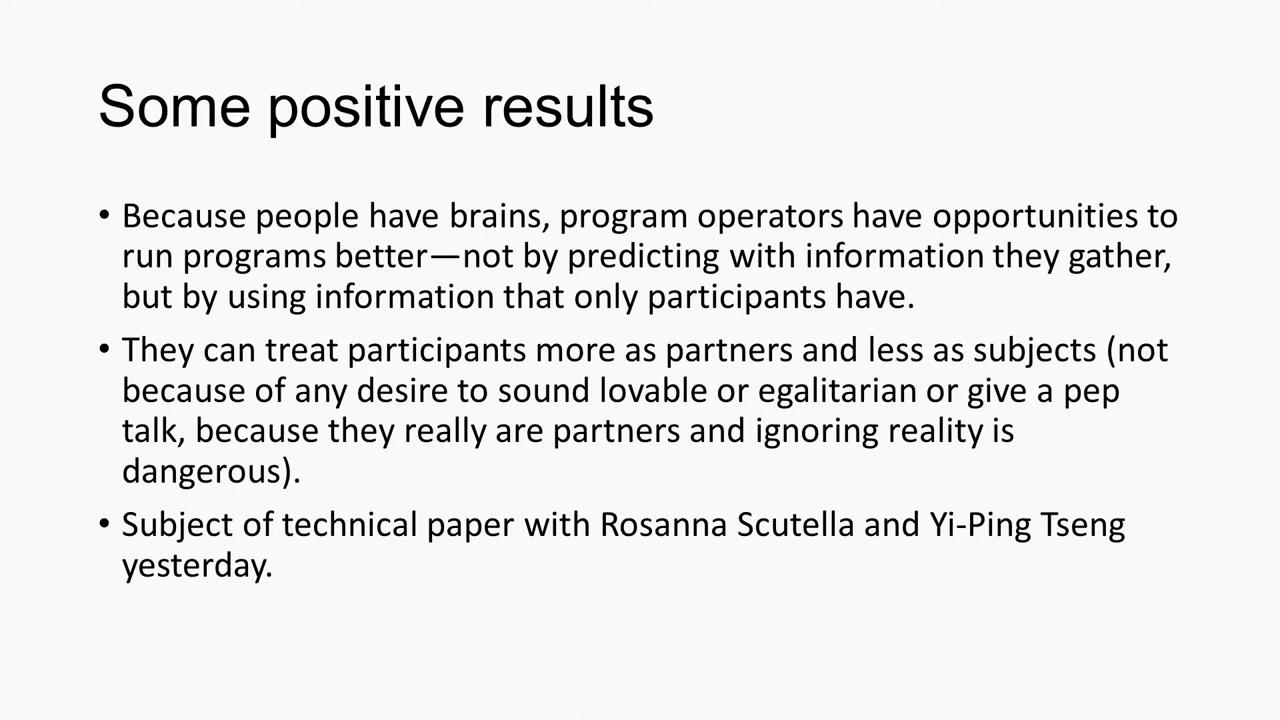 Some positive results
• Because people have brains, program operators have opportunities to
run programs better—not by predicting with information they gather,
but by using information that only participants have.
• They can treat participants more as partners and less as subjects (not
because of any desire to sound lovable or egalitarian or give a pep
talk, because they really are partners and ignoring reality is
dangerous).
• Subject of technical paper with Rosanna Scutella and Yi-Ping Tseng
yesterday.